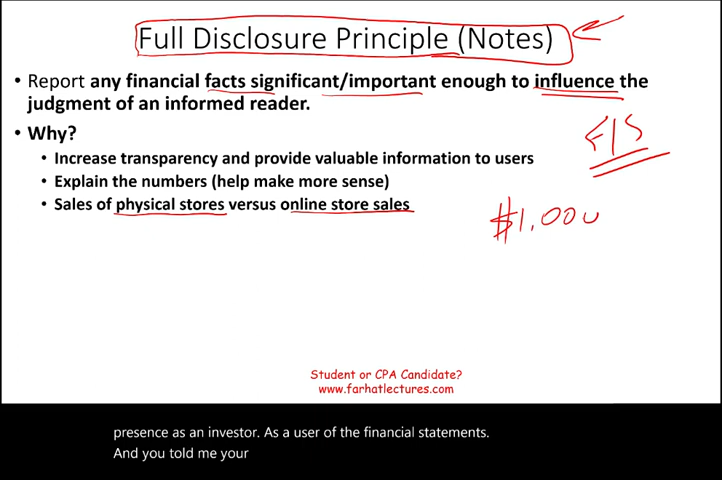 Full Disclosure Principle (Notes)
• Report any financial facts significant/important enough to influence the
judgment of an informed reader.
• Why?
• Increase transparency and provide valuable information to users
• Explain the numbers (help make more sense)
• Sales of physical stores versus online store sales
F/S
$1.000
Student or CPA Candidate?
www.farhatlectures.com
presence as an investor. As a user of the financial statements.
And you told me your